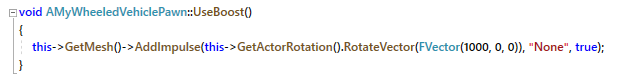 void AMyWheeledVehiclePawn::UseBoost()
{
this->GetMesh()->AddImpulse(this->GetActorRotation().RotateVector(FVector(1000, 0, 0)), "None", true);
}